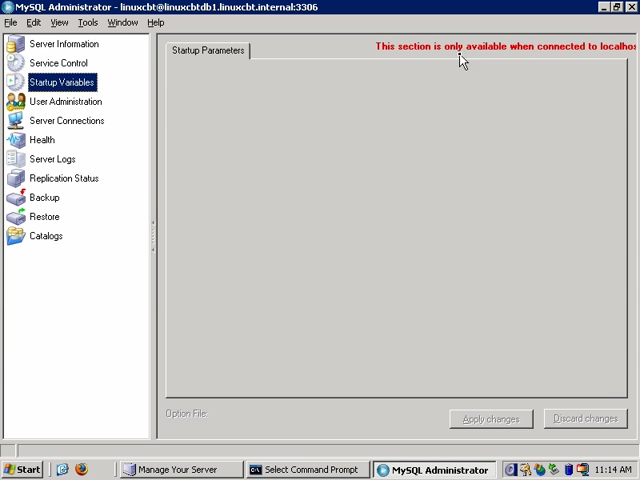 MySQL Administrator - linuxcbt@linuxcbtdb1.linuxcbt.internal:3306
File Edit View Tools Window Help
Server Information
Service Control
Startup Variables
User Administration
Server Connections
Health
Server Logs
Replication Status
Backup
Restore
Catalogs
Startup Parameters
This section is only available when connected to localhos
Option File:
Apply changes
Discard changes
Start
Manage Your Server
Select Command Prompt
MySQL Administrator
11:14 AM